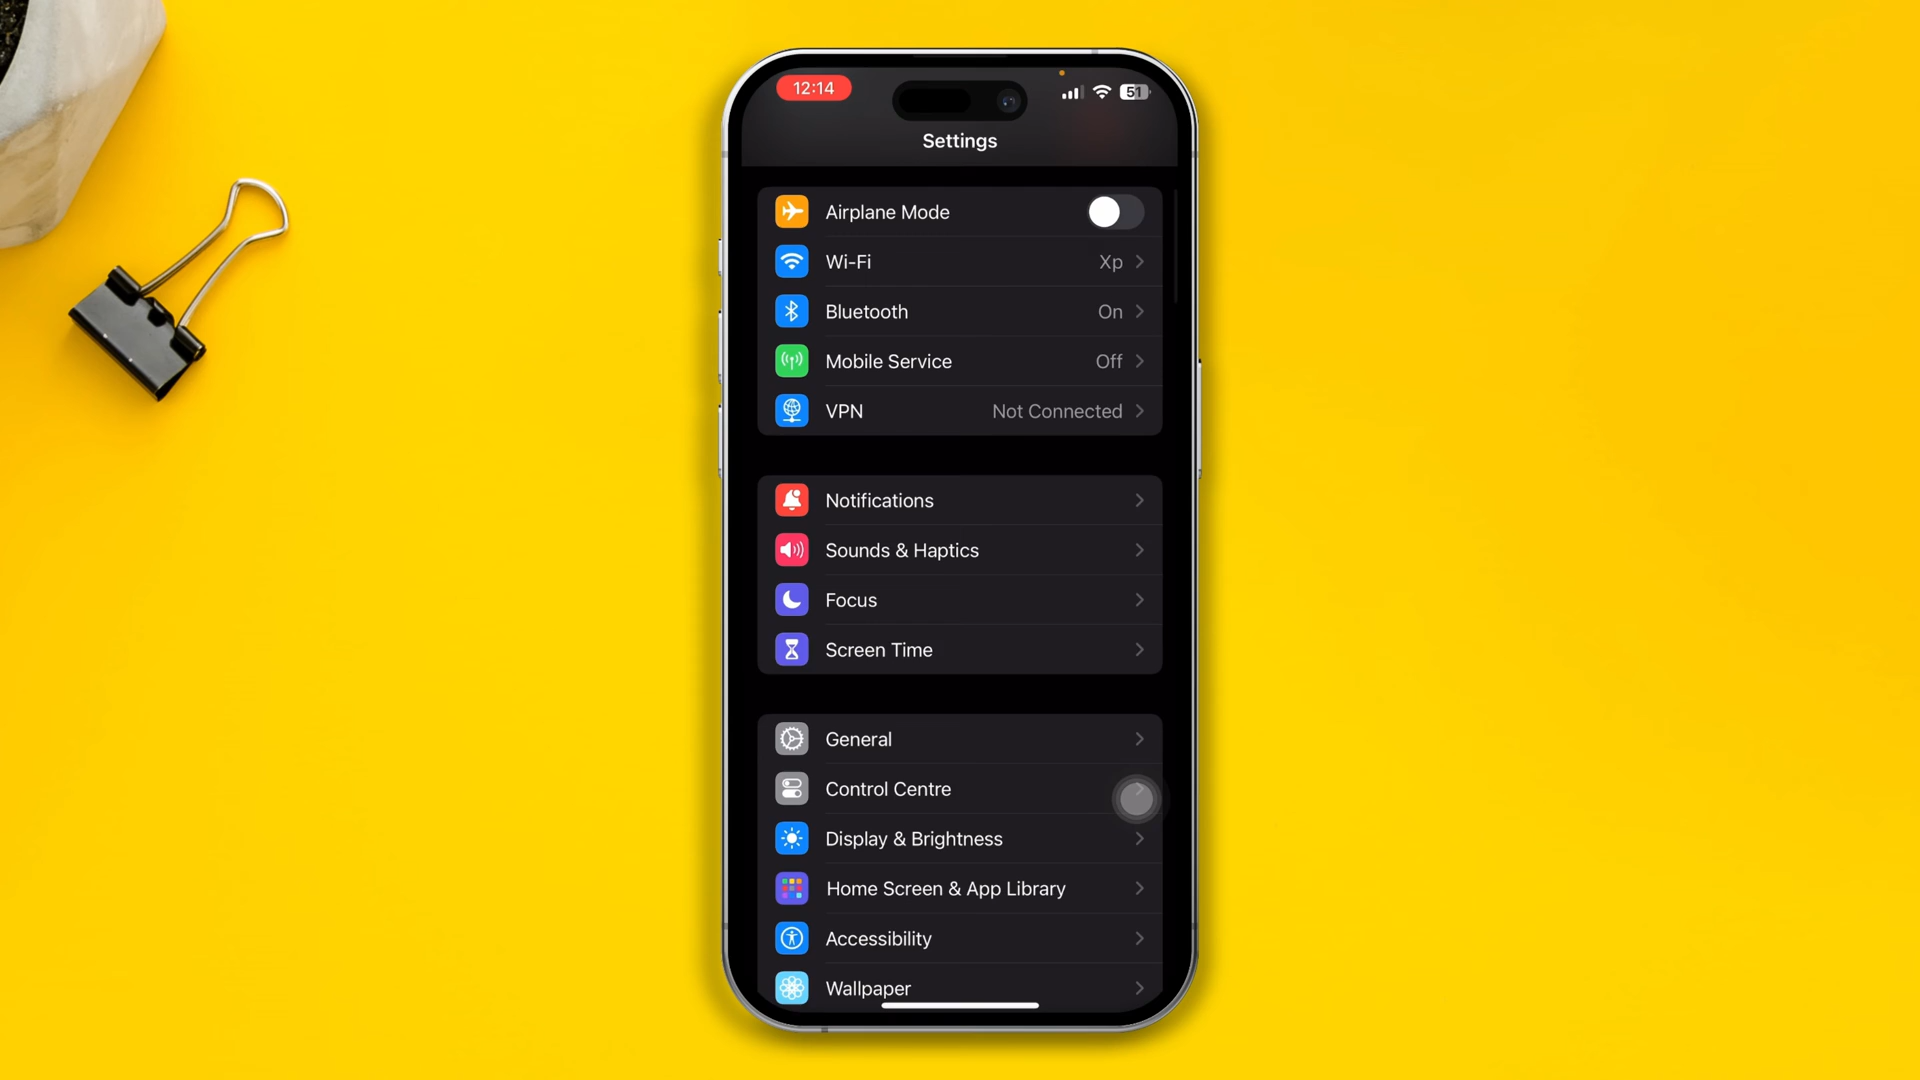 12:14
51
Settings
Airplane Mode
Wi-Fi Xp
Bluetooth On
Mobile Service Off
VPN Not Connected
Notifications
Sounds & Haptics
Focus
Screen Time
General
Control Centre
Display & Brightness
Home Screen & App Library
Accessibility
Wallpaper